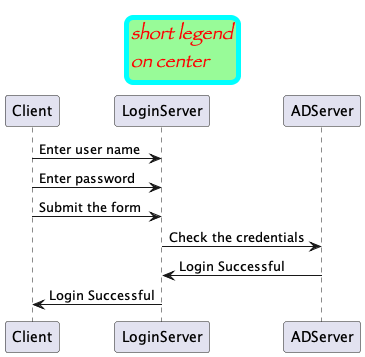 short legend
on center
Client LoginServer ADServer
Enter user name
Enter password
Submit the form
Check the credentials
Login Successful
Login Successful
Client LoginServer ADServer